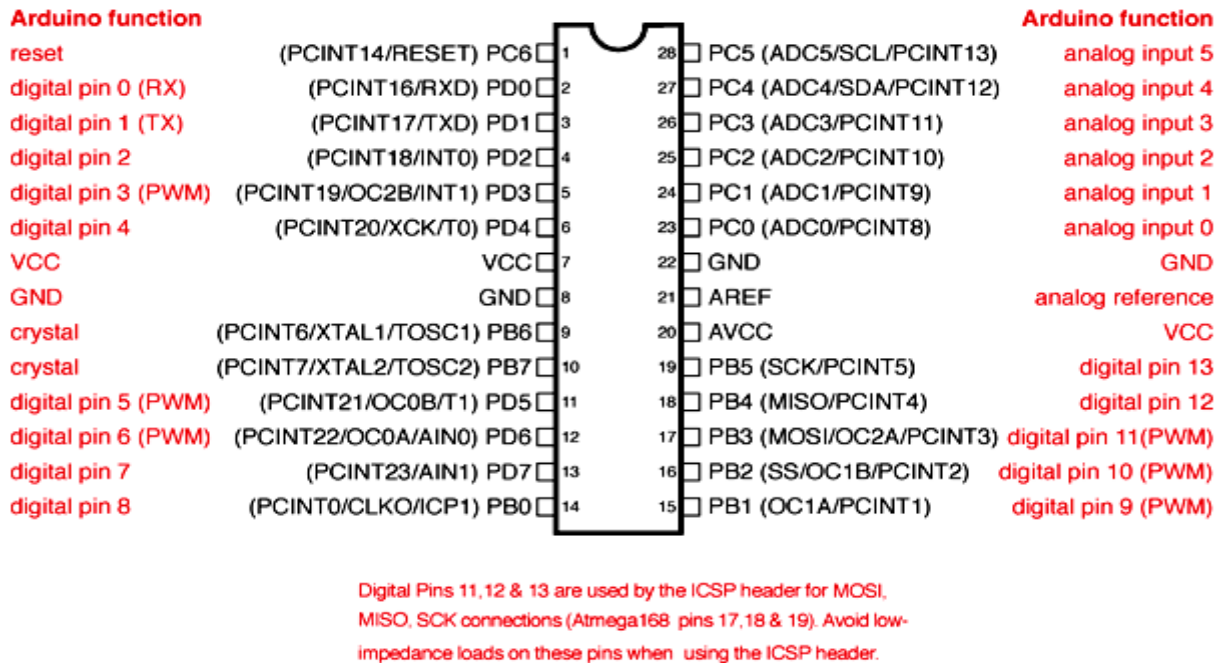 Arduino function Arduino function
reset (PCINT14/RESET) PC6 1 28 PC5 (ADC5/SCL/PCINT13) analog input 5
digital pin 0 (RX) (PCINT16/RXD) PD0 2 27 PC4 (ADC4/SDA/PCINT12) analog input 4
digital pin 1 (TX) (PCINT17/TXD) PD1 3 26 PC3 (ADC3/PCINT11) analog input 3
digital pin 2 (PCINT18/INT0) PD2 4 25 PC2 (ADC2/PCINT10) analog input 2
digital pin 3 (PWM) (PCINT19/OC2B/INT1) PD3 5 24 PC1 (ADC1/PCINT9) analog input 1
digital pin 4 (PCINT20/XCK/T0) PD4 6 23 PC0 (ADC0/PCINT8) analog input 0
VCC VCC 7 22 GND GND
GND GND 8 21 AREF analog reference
crystal (PCINT6/XTAL1/TOSC1) PB6 9 20 AVCC VCC
crystal (PCINT7/XTAL2/TOSC2) PB7 10 19 PB5 (SCK/PCINT5) digital pin 13
digital pin 5 (PWM) (PCINT21/OC0B/T1) PD5 11 18 PB4 (MISO/PCINT4) digital pin 12
digital pin 6 (PWM) (PCINT22/OC0A/AIN0) PD6 12 17 PB3 (MOSI/OC2A/PCINT3) digital pin 11(PWM)
digital pin 7 (PCINT23/AIN1) PD7 13 16 PB2 (SS/OC1B/PCINT2) digital pin 10 (PWM)
digital pin 8 (PCINT0/CLKO/ICP1) PB0 14 15 PB1 (OC1A/PCINT1) digital pin 9 (PWM)
Digital Pins 11,12 & 13 are used by the ICSP header for MOSI,
MISO, SCK connections (Atmega168 pins 17,18 & 19). Avoid low-
impedance loads on these pins when using the ICSP header.